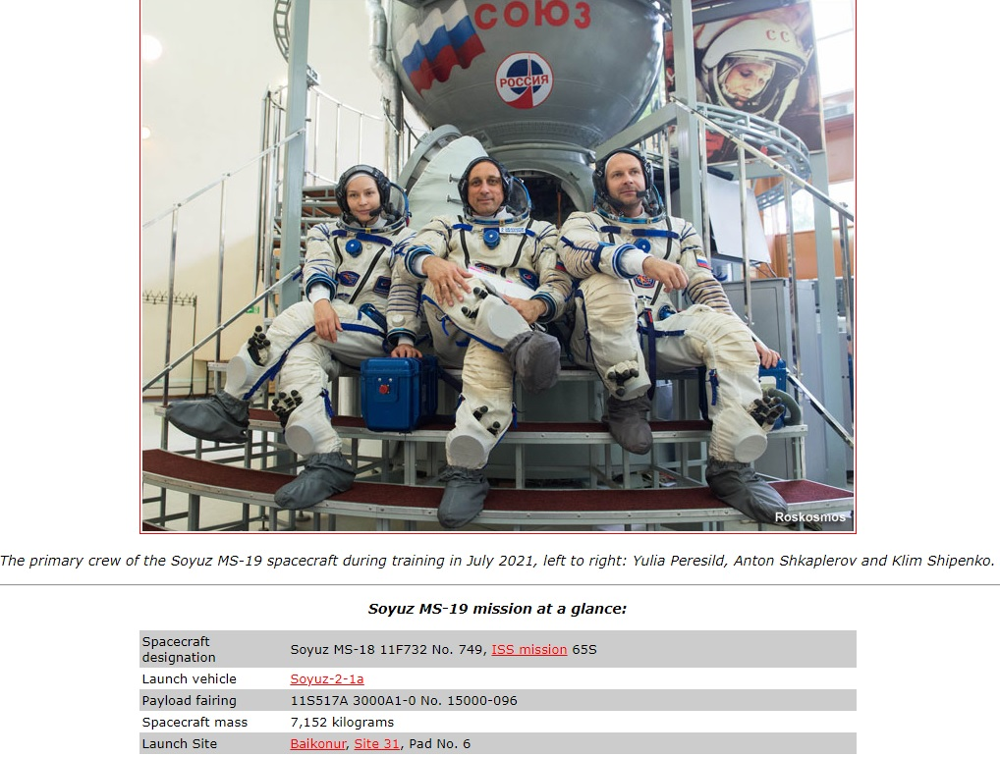 СОЮЗ
СС
РОССИЯ
Roskosmos
The primary crew of the Soyuz MS-19 spacecraft during training in July 2021, left to right: Yulia Peresild, Anton Shkaplerov and Klim Shipenko.
Soyuz MS-19 mission at a glance:
Spacecraft
designation
Soyuz MS-18 11F732 No. 749, ISS mission 65S
Launch vehicle Soyuz-2-1a
Payload fairing 11S517A 3000A1-0 No. 15000-096
Spacecraft mass 7,152 kilograms
Launch Site Baikonur, Site 31, Pad No. 6